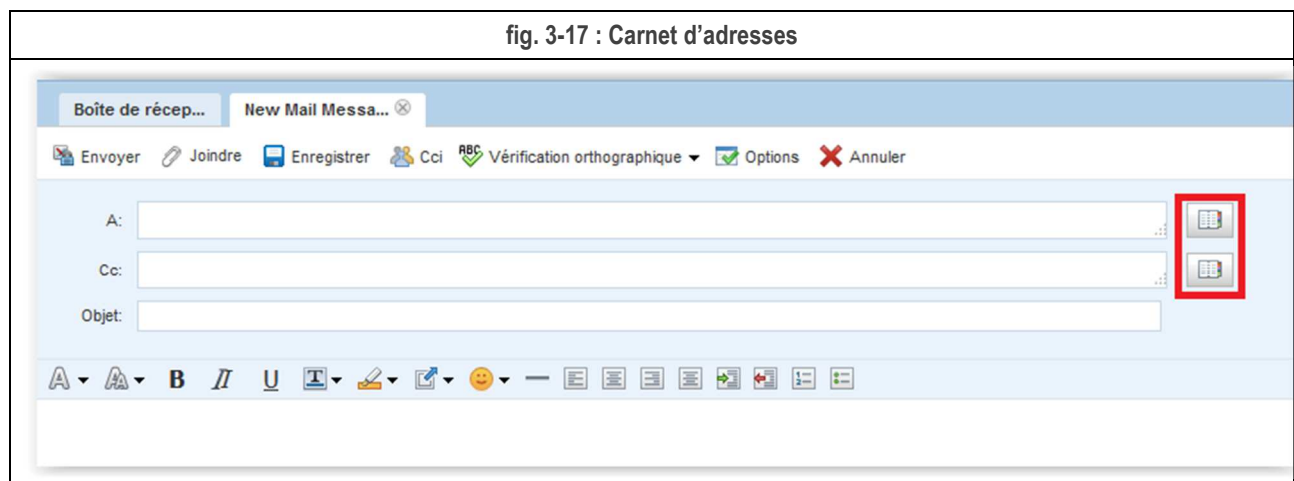 fig. 3-17 : Carnet d’adresses
Boîte de récep... New Mail Messa...
Envoyer Joindre Enregistrer Cci ABC Vérification orthographique Options Annuler
A:
Cc:
Objet:
A A B I U T